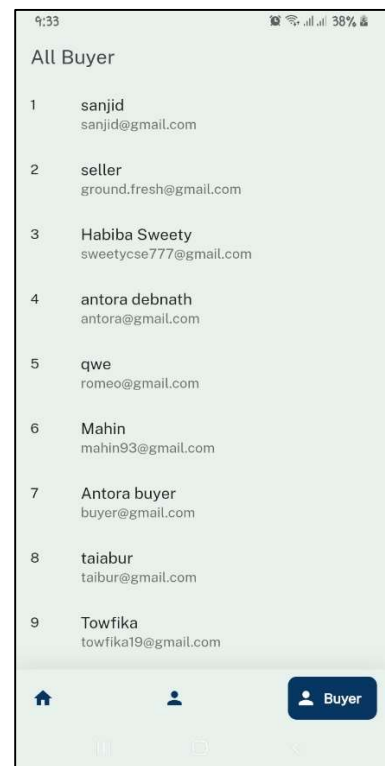 9:33 38%
All Buyer
1 sanjid
sanjid@gmail.com
2 seller
ground.fresh@gmail.com
3 Habiba Sweety
sweetycse777@gmail.com
4 antora debnath
antora@gmail.com
5 qwe
romeo@gmail.com
6 Mahin
mahin93@gmail.com
7 Antora buyer
buyer@gmail.com
8 taiabur
taibur@gmail.com
9 Towfika
towfika19@gmail.com
Buyer